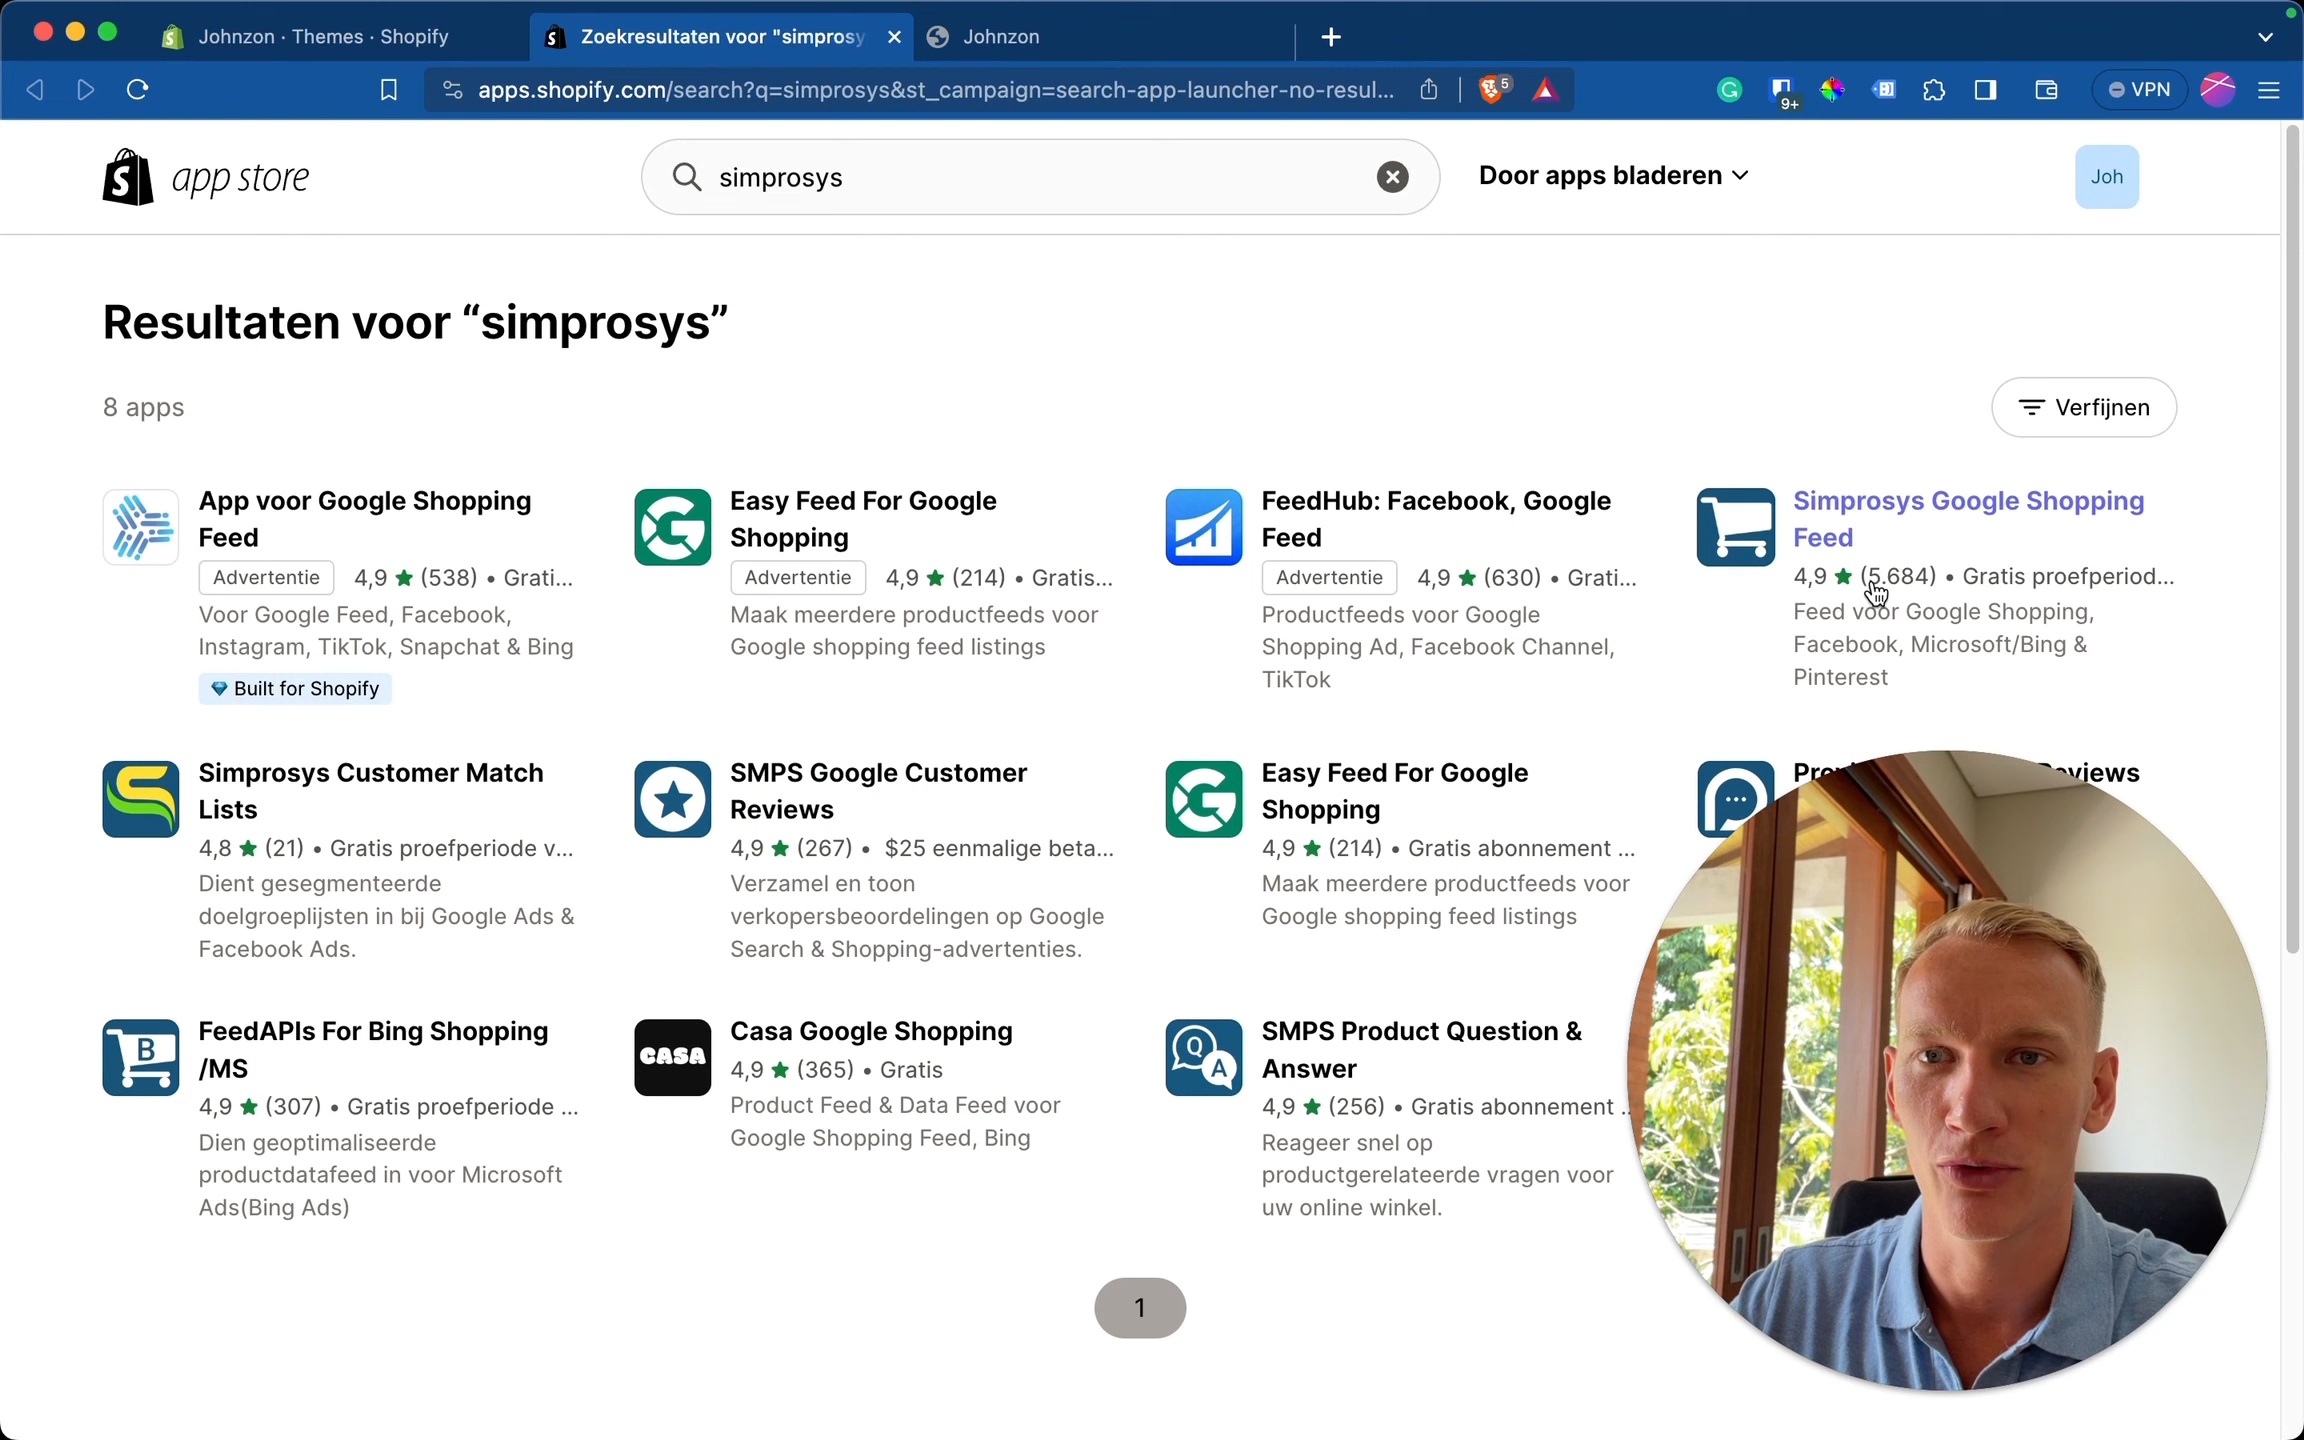 Johnzon · Themes · Shopify
Zoekresultaten voor "simprosy
Johnzon
apps.shopify.com/search?q=simprosys&st_campaign=search-app-launcher-no-resul...
5
9+
VPN
app store
simprosys
Door apps bladeren
Joh
Resultaten voor “simprosys”
8 apps
Verfijnen
App voor Google Shopping
Feed
Advertentie 4,9 ★ (538) • Grati...
Voor Google Feed, Facebook,
Instagram, TikTok, Snapchat & Bing
Built for Shopify
Easy Feed For Google
Shopping
Advertentie 4,9 ★ (214) • Gratis...
Maak meerdere productfeeds voor
Google shopping feed listings
FeedHub: Facebook, Google
Feed
Advertentie 4,9 ★ (630) • Grati...
Productfeeds voor Google
Shopping Ad, Facebook Channel,
TikTok
Simprosys Google Shopping
Feed
4,9 ★ (5.684) • Gratis proefperiod...
Feed voor Google Shopping,
Facebook, Microsoft/Bing &
Pinterest
Simprosys Customer Match
Lists
4,8 ★ (21) • Gratis proefperiode v...
Dient gesegmenteerde
doelgroeplijsten in bij Google Ads &
Facebook Ads.
SMPS Google Customer
Reviews
4,9 ★ (267) • $25 eenmalige beta...
Verzamel en toon
verkopersbeoordelingen op Google
Search & Shopping-advertenties.
Easy Feed For Google
Shopping
4,9 ★ (214) • Gratis abonnement ...
Maak meerdere productfeeds voor
Google shopping feed listings
Reviews
B
FeedAPIs For Bing Shopping
/MS
4,9 ★ (307) • Gratis proefperiode ...
Dien geoptimaliseerde
productdatafeed in voor Microsoft
Ads(Bing Ads)
CASA
Casa Google Shopping
4,9 ★ (365) • Gratis
Product Feed & Data Feed voor
Google Shopping Feed, Bing
Q
A
SMPS Product Question &
Answer
4,9 ★ (256) • Gratis abonnement ..
Reageer snel op
productgerelateerde vragen voor
uw online winkel.
1